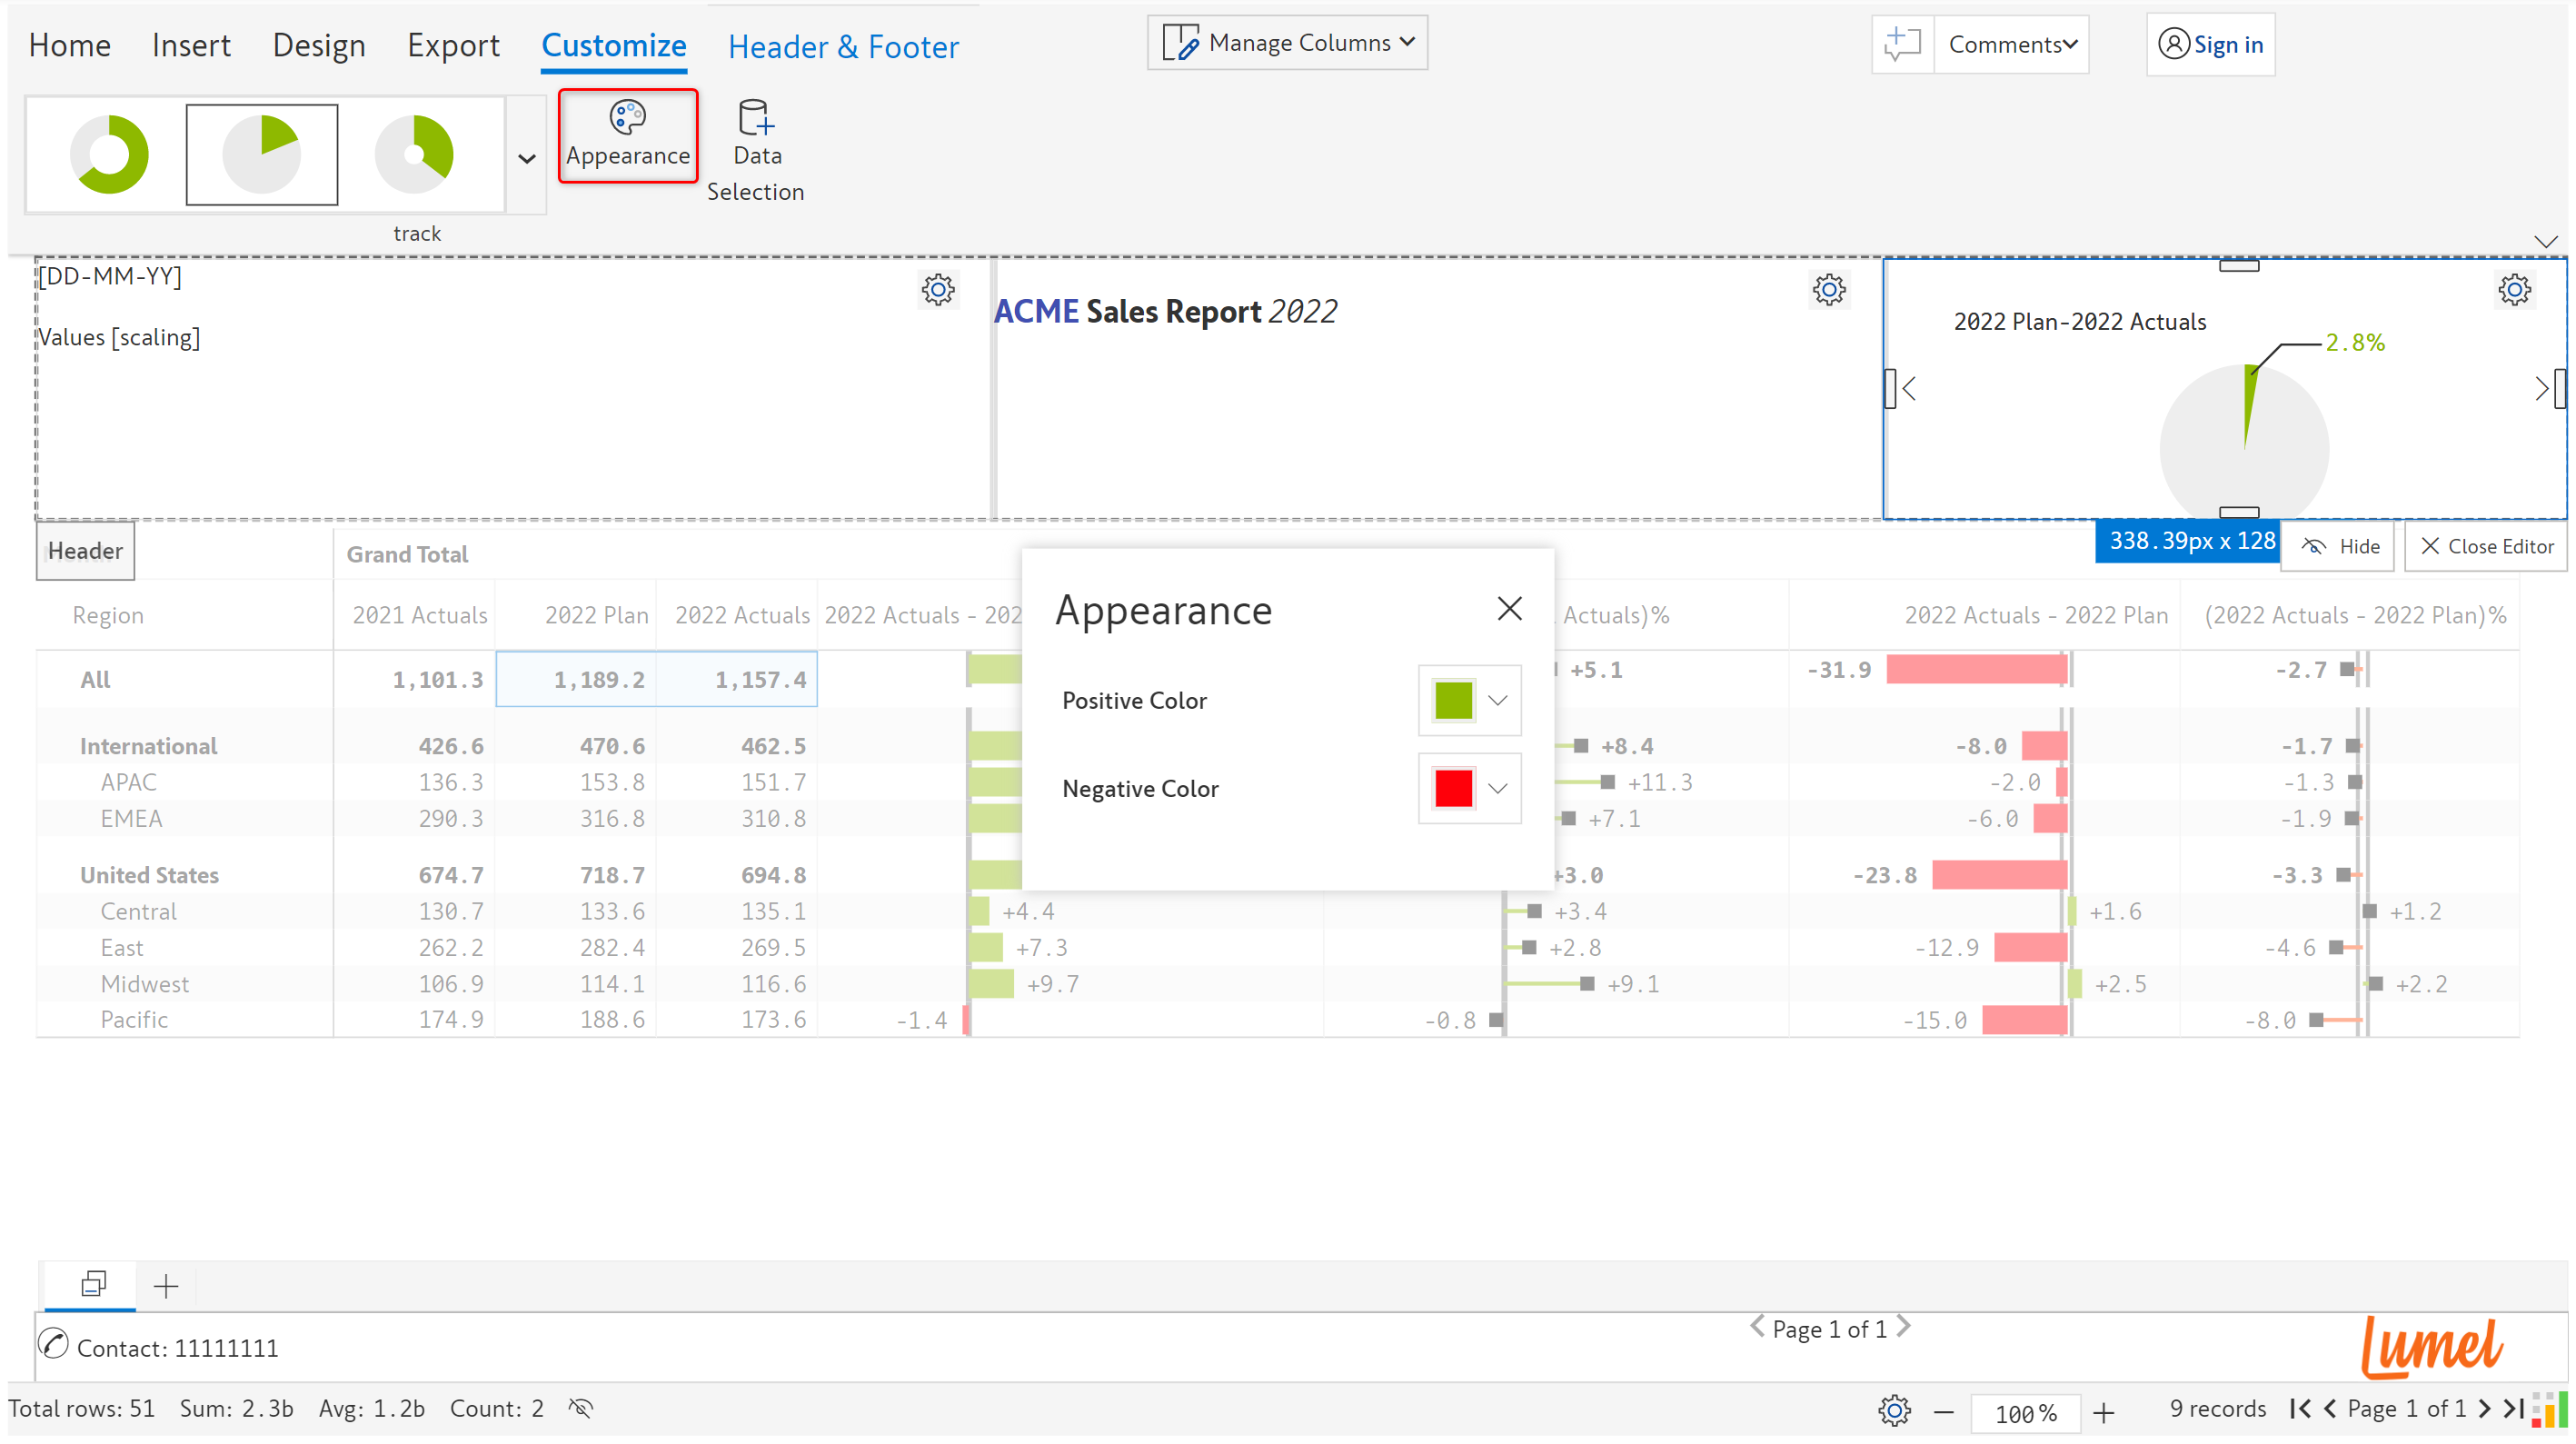 Home Insert Design Export Customize Header & Footer Manage Columns Comments Sign in
Appearance Data
Selection
track
[DD-MM-YY]
Values [scaling]
ACME Sales Report 2022
2022 Plan-2022 Actuals
2.8%
Header
Grand Total
338.39px x 128
Hide
Close Editor
Region 2021 Actuals 2022 Plan 2022 Actuals 2022 Actuals - 202 Actuals)% 2022 Actuals - 2022 Plan (2022 Actuals - 2022 Plan)%
All 1,101.3 1,189.2 1,157.4 +5.1 -31.9 -2.7
International 426.6 470.6 462.5 +8.4 -8.0 -1.7
APAC 136.3 153.8 151.7 +11.3 -2.0 -1.3
EMEA 290.3 316.8 310.8 +7.1 -6.0 -1.9
United States 674.7 718.7 694.8 +3.0 -23.8 -3.3
Central 130.7 133.6 135.1 +4.4 +3.4 +1.6 +1.2
East 262.2 282.4 269.5 +7.3 +2.8 -12.9 -4.6
Midwest 106.9 114.1 116.6 +9.7 +9.1 +2.5 +2.2
Pacific 174.9 188.6 173.6 -1.4 -0.8 -15.0 -8.0
Appearance
Positive Color
Negative Color
Contact: 11111111
Page 1 of 1
Lumel
Total rows: 51 Sum: 2.3b Avg: 1.2b Count: 2 100% 9 records Page 1 of 1